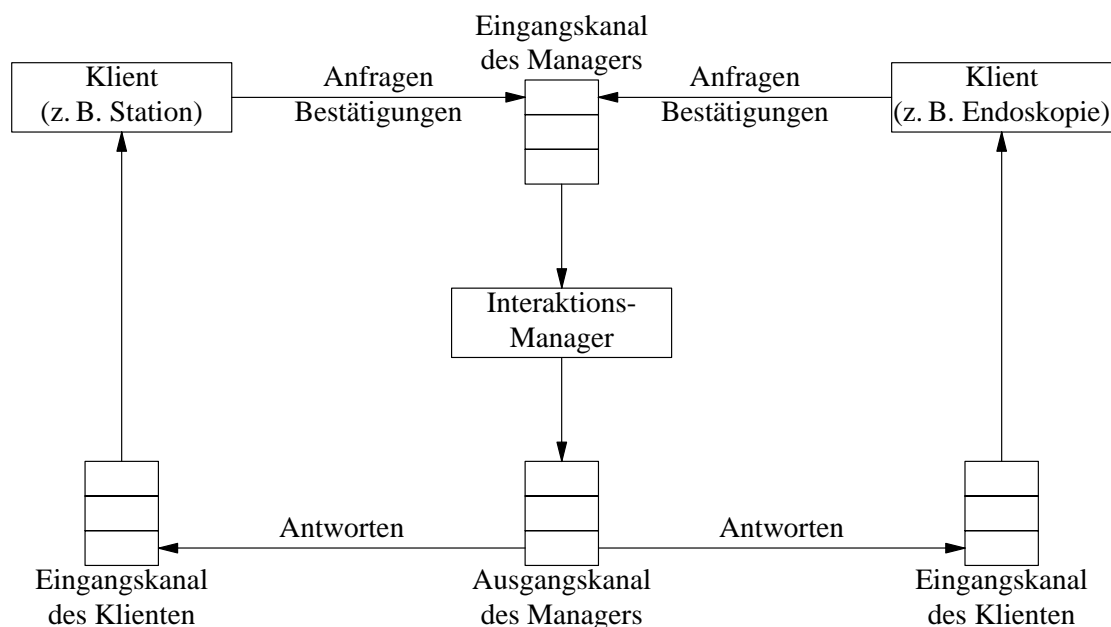 Eingangskanal
des Managers
Klient
(z. B. Station)
Anfragen
Bestätigungen
Anfragen
Bestätigungen
Klient
(z. B. Endoskopie)
Interaktions-
Manager
Antworten
Antworten
Eingangskanal
des Klienten
Ausgangskanal
des Managers
Eingangskanal
des Klienten